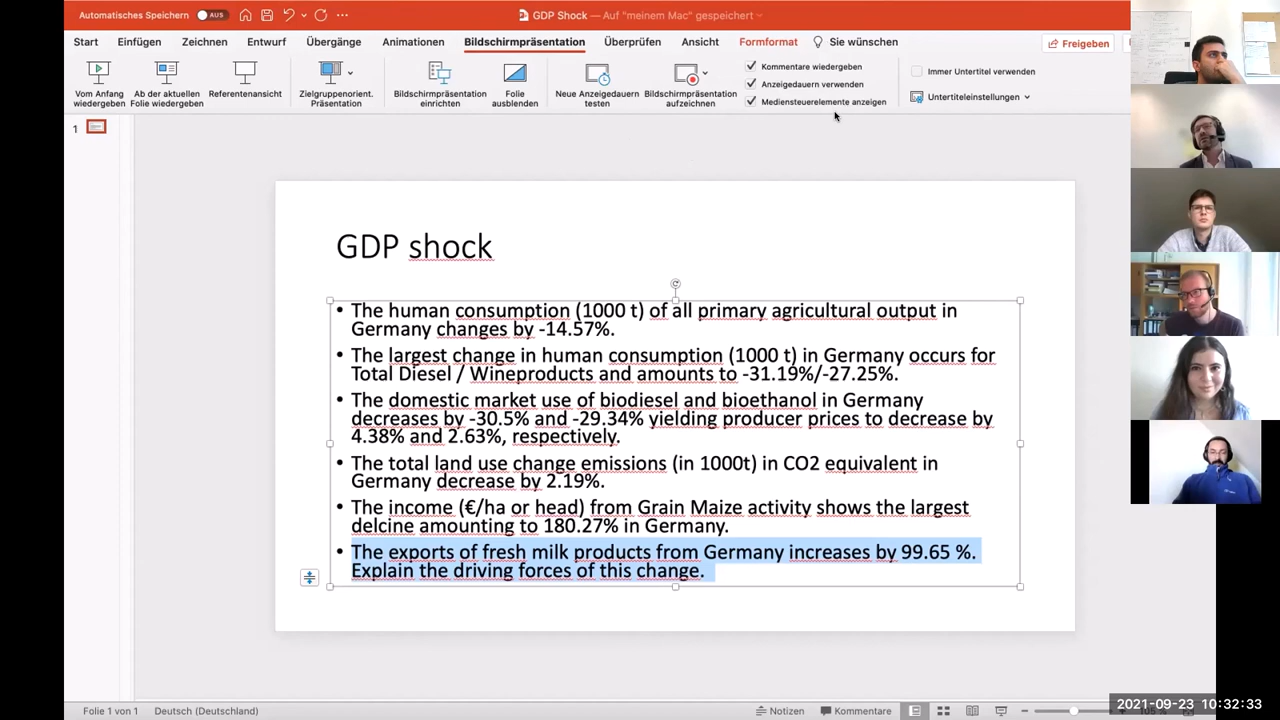 Automatisches Speichern AUS
GDP Shock — Auf "meinem Mac" gespeichert
Start Einfügen Zeichnen Entwurf Übergänge Animationen Bildschirmpräsentation Überprüfen Ansicht Formformat Sie wünschen Freigeben
Vom Anfang wiedergeben
Ab der aktuellen Folie wiedergeben
Referentenansicht
Zielgruppenorient. Präsentation
Bildschirmpräsentation einrichten
Folie ausblenden
Neue Anzeigedauern testen
Bildschirmpräsentation aufzeichnen
Kommentare wiedergeben
Anzeigedauern verwenden
Mediensteuerelemente anzeigen
Immer Untertitel verwenden
Untertiteleinstellungen
1
GDP shock
• The human consumption (1000 t) of all primary agricultural output in
Germany changes by -14.57%.
• The largest change in human consumption (1000 t) in Germany occurs for
Total Diesel / Wineproducts and amounts to -31.19%/-27.25%.
• The domestic market use of biodiesel and bioethanol in Germany
decreases by -30.5% and -29.34% yielding producer prices to decrease by
4.38% and 2.63%, respectively.
• The total land use change emissions (in 1000t) in CO2 equivalent in
Germany decrease by 2.19%.
• The income (€/ha or head) from Grain Maize activity shows the largest
delcine amounting to 180.27% in Germany.
• The exports of fresh milk products from Germany increases by 99.65 %.
Explain the driving forces of this change.
Folie 1 von 1 Deutsch (Deutschland) Notizen Kommentare
2021-09-23 10:32:33